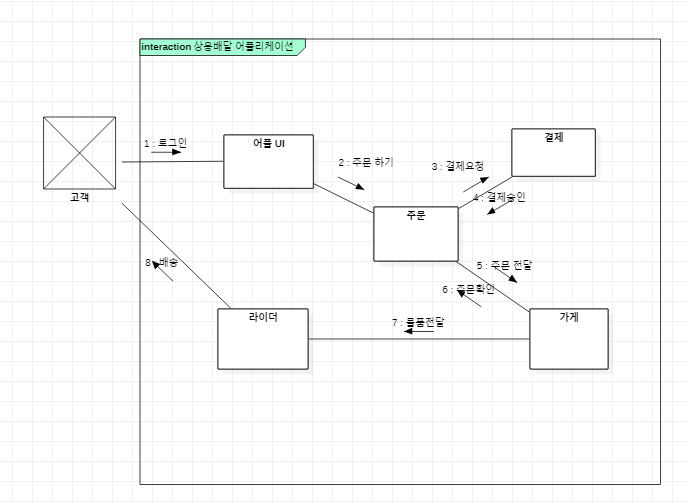 interaction 상용배달 어플리케이션
1 : 로그인
어플 UI
2 : 주문 하기
3 : 결제요청
결제
4 : 결제승인
고객
주문
5 : 주문 전달
6 : 주문확인
8 : 배송
라이더
7 : 물품전달
가게